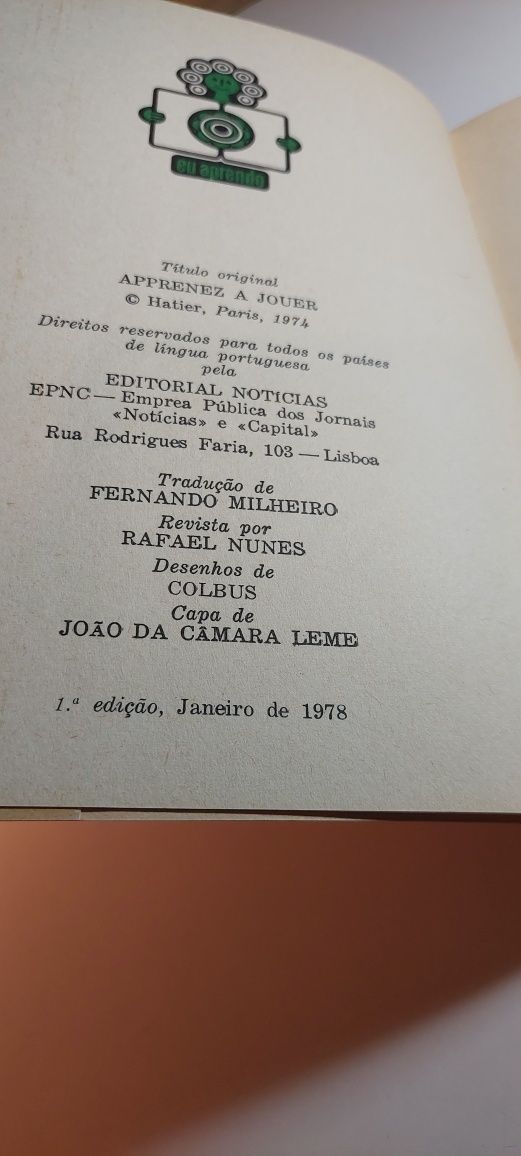 eu aprendo
Título original
APPRENEZ A JOUER
© Hatier, Paris, 1974
Direitos reservados para todos os países
de língua portuguesa
pela
EDITORIAL NOTÍCIAS
EPNC — Emprea Pública dos Jornais
«Notícias» e «Capital»
Rua Rodrigues Faria, 103 — Lisboa
Tradução de
FERNANDO MILHEIRO
Revista por
RAFAEL NUNES
Desenhos de
COLBUS
Capa de
JOÃO DA CÂMARA LEME
1.ª edição, Janeiro de 1978